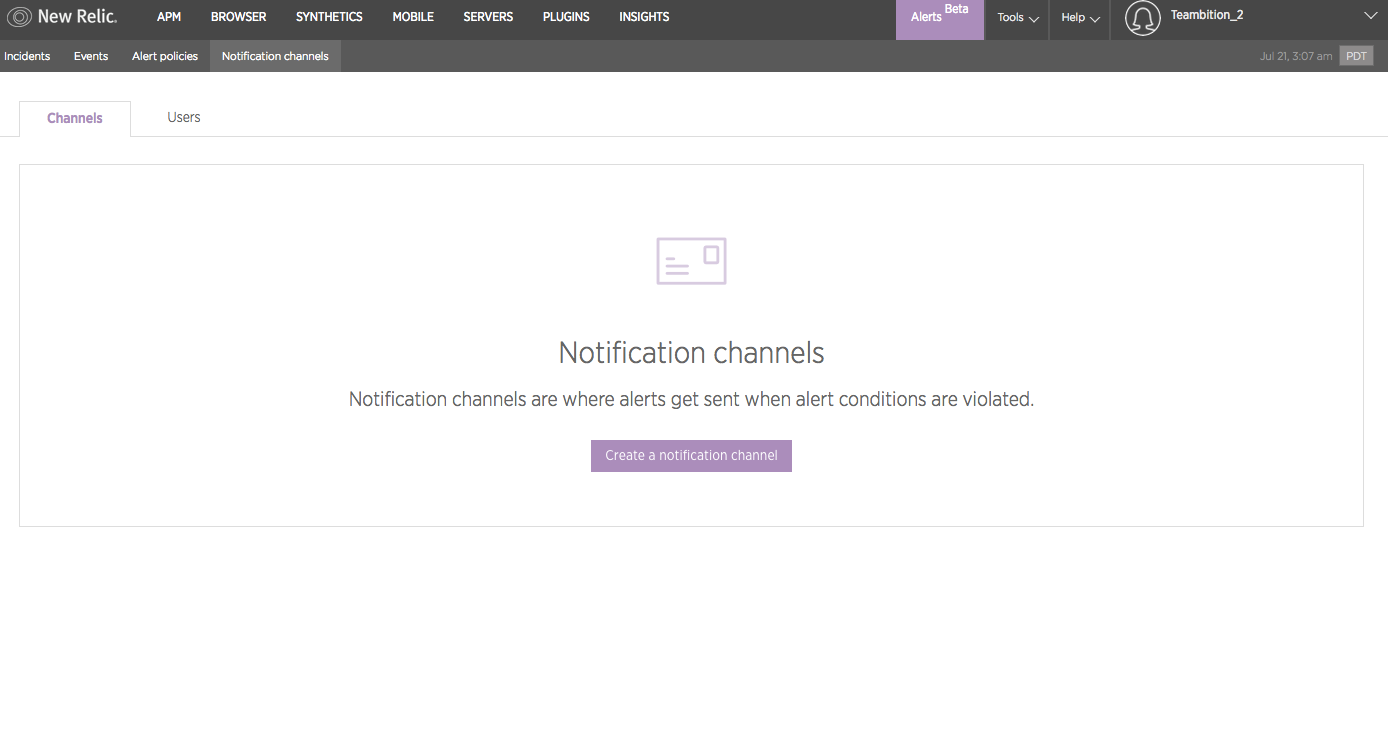 New Relic. APM BROWSER SYNTHETICS MOBILE SERVERS PLUGINS INSIGHTS Alerts Beta Tools Help Teambition_2
Incidents Events Alert policies Notification channels Jul 21, 3:07 am PDT
Channels Users
Notification channels
Notification channels are where alerts get sent when alert conditions are violated.
Create a notification channel